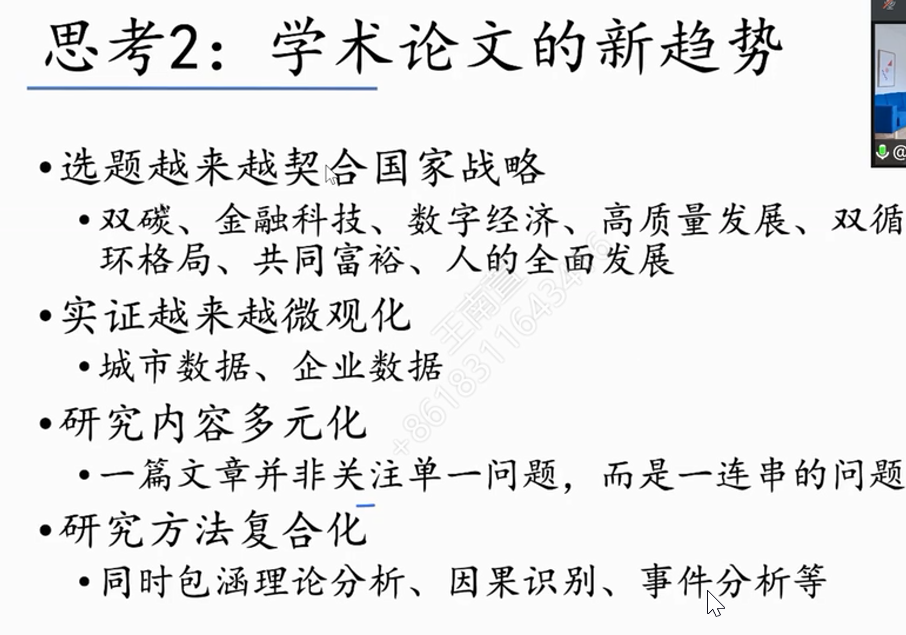 思考2：学术论文的新趋势
•选题越来越契合国家战略
•双碳、金融科技、数字经济、高质量发展、双循
环格局、共同富裕、人的全面发展
•实证越来越微观化
•城市数据、企业数据
•研究内容多元化
•一篇文章并非关注单一问题，而是一连串的问题
•研究方法复合化
•同时包涵理论分析、因果识别、事件分析等
@